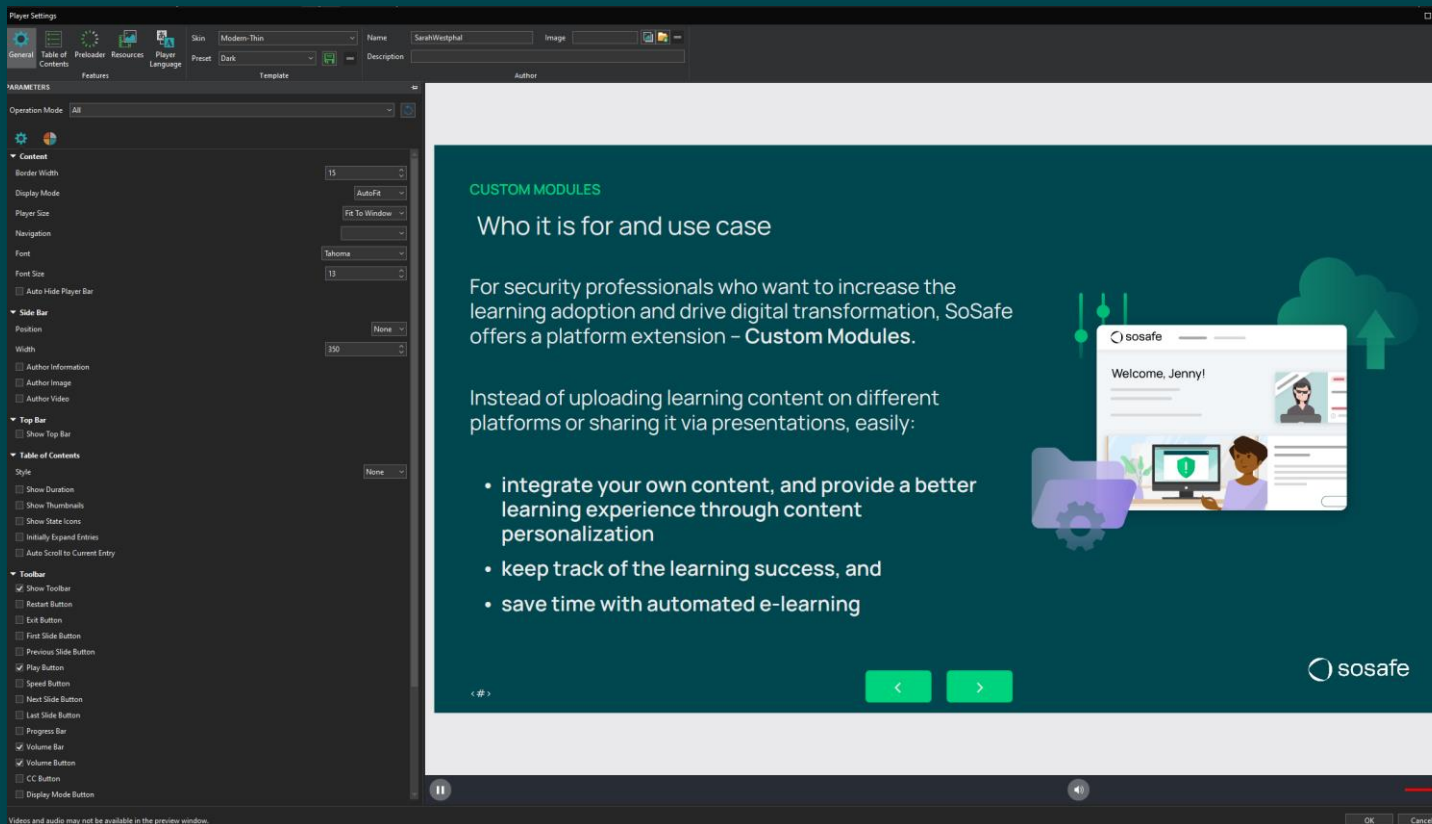 Player Settings
General
Table of Contents
Preloader
Resources
Player Language
Features
Skin Modern-Thin
Preset Dark
Template
Name SarahWestphal
Image
Description
Author
PARAMETERS
Operation Mode All
Content
Border Width 15
Display Mode AutoFit
Player Size Fit To Window
Navigation
Font Tahoma
Font Size 13
Auto Hide Player Bar
Side Bar
Position None
Width 350
Author Information
Author Image
Author Video
Top Bar
Show Top Bar
Table of Contents
Style None
Show Duration
Show Thumbnails
Show State Icons
Initially Expand Entries
Auto Scroll to Current Entry
Toolbar
Show Toolbar
Restart Button
Exit Button
First Slide Button
Previous Slide Button
Play Button
Speed Button
Next Slide Button
Last Slide Button
Progress Bar
Volume Bar
Volume Button
CC Button
Display Mode Button
Videos and audio may not be available in the preview window.
CUSTOM MODULES
Who it is for and use case
For security professionals who want to increase the
learning adoption and drive digital transformation, SoSafe
offers a platform extension – Custom Modules.
Instead of uploading learning content on different
platforms or sharing it via presentations, easily:
• integrate your own content, and provide a better
learning experience through content
personalization
• keep track of the learning success, and
• save time with automated e-learning
sosafe
Welcome, Jenny!
sosafe
‹#›
OK
Cancel